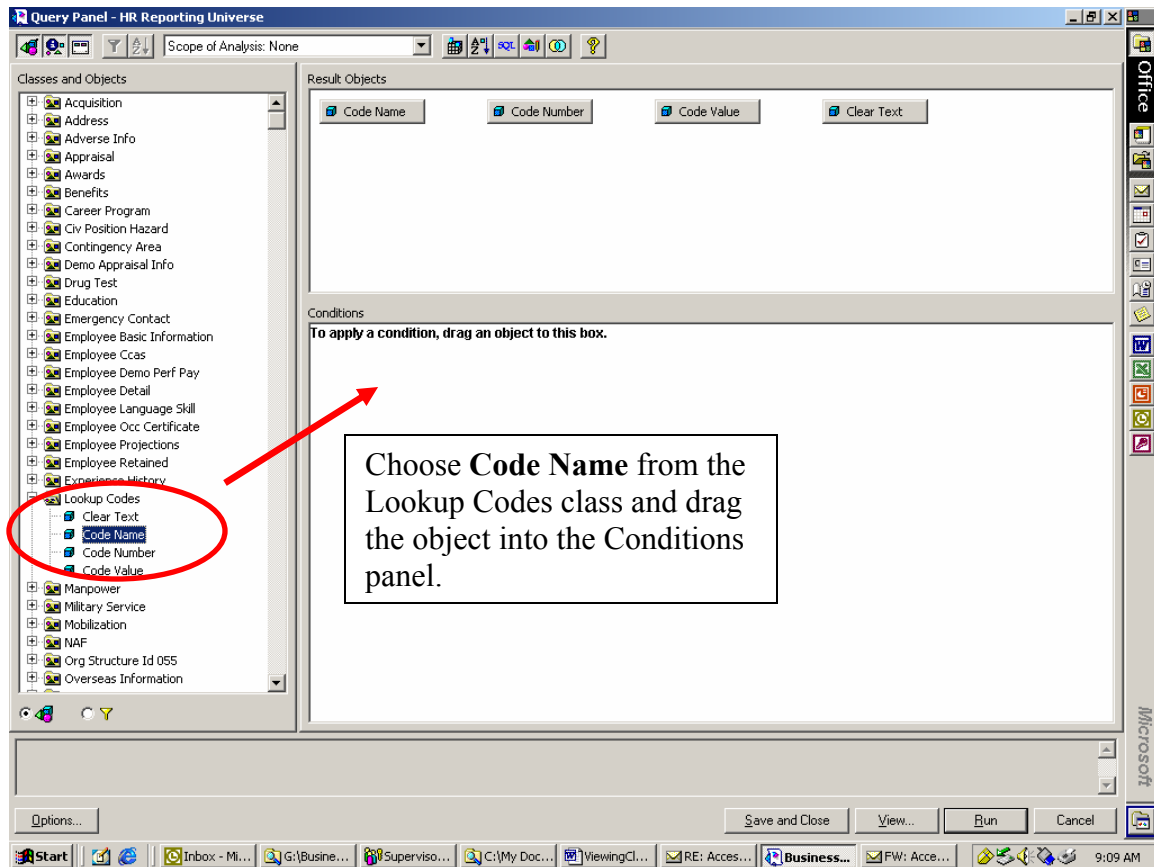 Query Panel - HR Reporting Universe
Scope of Analysis: None
SQL
Classes and Objects
Acquisition
Address
Adverse Info
Appraisal
Awards
Benefits
Career Program
Civ Position Hazard
Contingency Area
Demo Appraisal Info
Drug Test
Education
Emergency Contact
Employee Basic Information
Employee Ccas
Employee Demo Perf Pay
Employee Detail
Employee Language Skill
Employee Occ Certificate
Employee Projections
Employee Retained
Experience History
Lookup Codes
Clear Text
Code Name
Code Number
Code Value
Manpower
Military Service
Mobilization
NAF
Org Structure Id 055
Overseas Information
Result Objects
Code Name
Code Number
Code Value
Clear Text
Conditions
To apply a condition, drag an object to this box.
Choose Code Name from the
Lookup Codes class and drag
the object into the Conditions
panel.
Options...
Save and Close
View...
Run
Cancel
Office
Microsoft
Start
Inbox - Mi...
G:\Busine...
Superviso...
C:\My Doc...
ViewingCl...
RE: Acces...
Business...
FW: Acce...
9:09 AM